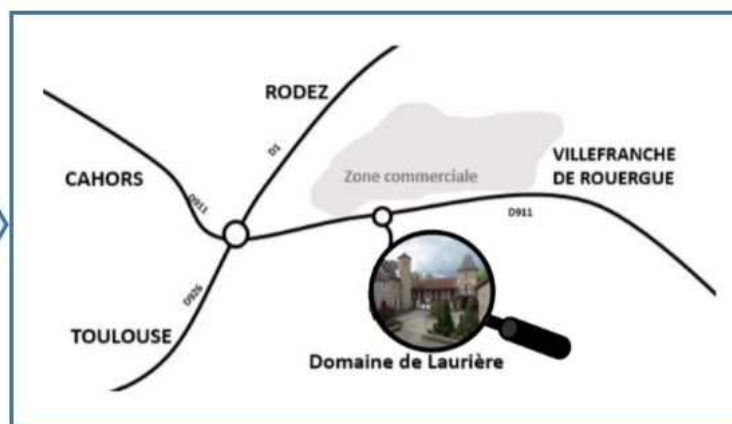 RODEZ
D1
CAHORS
D911
Zone commerciale
VILLEFRANCHE
DE ROUERGUE
D911
D926
TOULOUSE
Domaine de Laurière